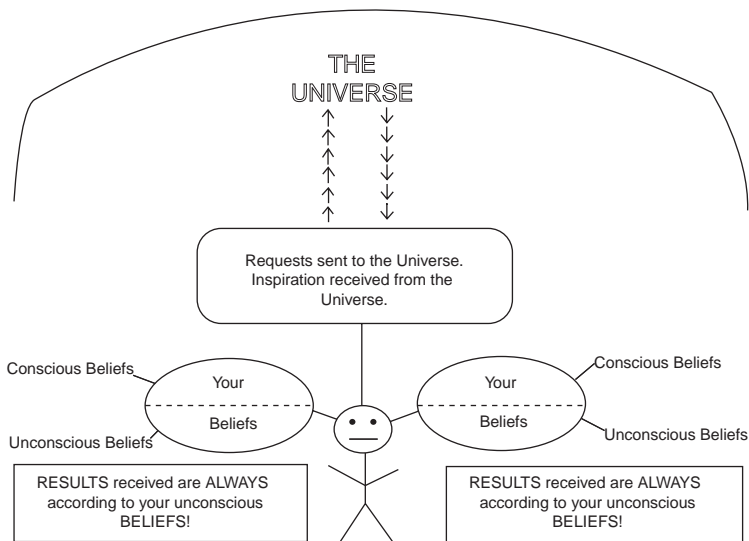 THE
UNIVERSE
Requests sent to the Universe.
Inspiration received from the
Universe.
Conscious Beliefs
Your
Beliefs
Unconscious Beliefs
Your
Beliefs
Conscious Beliefs
Unconscious Beliefs
RESULTS received are ALWAYS
according to your unconscious
BELIEFS!
RESULTS received are ALWAYS
according to your unconscious
BELIEFS!